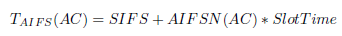 T_{AIFS}(AC) = SIFS + AIFSN(AC) * SlotTime